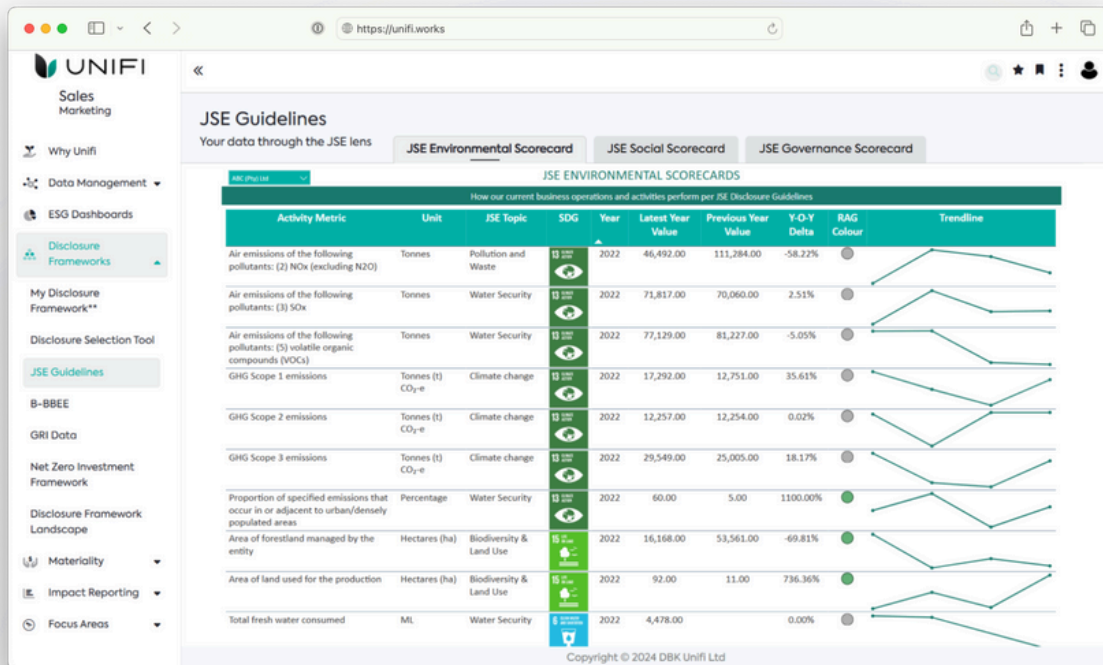 https://unifi.works
UNIFI
Sales
Marketing
Why Unifi
Data Management
ESG Dashboards
Disclosure
Frameworks
My Disclosure
Framework**
Disclosure Selection Tool
JSE Guidelines
B-BBEE
GRI Data
Net Zero Investment
Framework
Disclosure Framework
Landscape
Materiality
Impact Reporting
Focus Areas
JSE Guidelines
Your data through the JSE lens
JSE Environmental Scorecard
JSE Social Scorecard
JSE Governance Scorecard
ABC (Pty) Ltd
JSE ENVIRONMENTAL SCORECARDS
How our current business operations and activities perform per JSE Disclosure Guidelines
Activity Metric Unit JSE Topic SDG Year Latest Year Value Previous Year Value Y-O-Y Delta RAG Colour Trendline
Air emissions of the following pollutants: (2) NOx (excluding N2O) Tonnes Pollution and Waste 13 2022 46,492.00 111,284.00 -58.22%
Air emissions of the following pollutants: (3) SOx Tonnes Water Security 13 2022 71,817.00 70,060.00 2.51%
Air emissions of the following pollutants: (5) volatile organic compounds (VOCs) Tonnes Water Security 13 2022 77,129.00 81,227.00 -5.05%
GHG Scope 1 emissions Tonnes (t) CO₂-e Climate change 13 2022 17,292.00 12,751.00 35.61%
GHG Scope 2 emissions Tonnes (t) CO₂-e Climate change 13 2022 12,257.00 12,254.00 0.02%
GHG Scope 3 emissions Tonnes (t) CO₂-e Climate change 13 2022 29,549.00 25,005.00 18.17%
Proportion of specified emissions that occur in or adjacent to urban/densely populated areas Percentage Water Security 13 2022 60.00 5.00 1100.00%
Area of forestland managed by the entity Hectares (ha) Biodiversity & Land Use 15 2022 16,168.00 53,561.00 -69.81%
Area of land used for the production Hectares (ha) Biodiversity & Land Use 15 2022 92.00 11.00 736.36%
Total fresh water consumed ML Water Security 6 2022 4,478.00 0.00%
Copyright © 2024 DBK Unifi Ltd